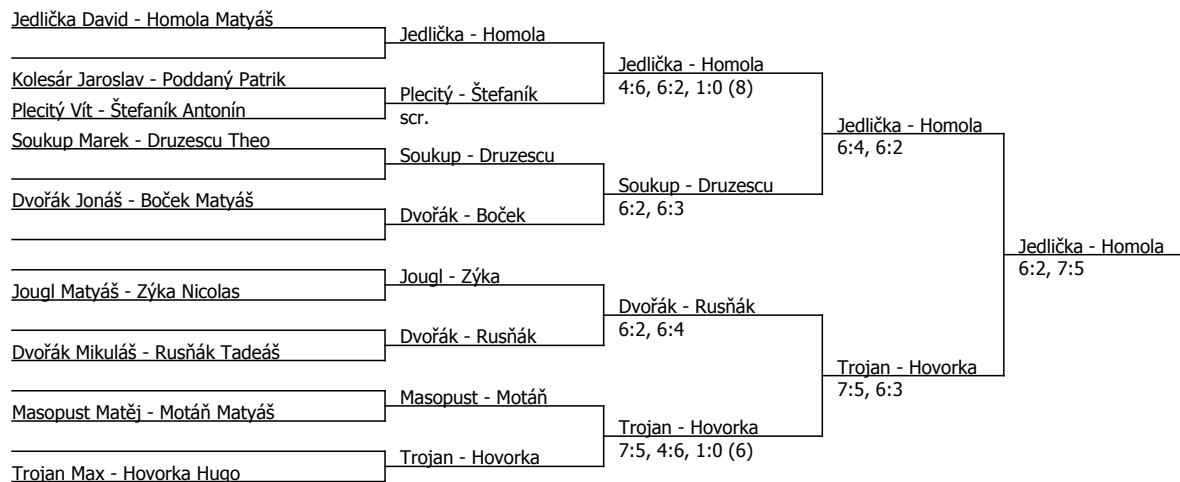 Jedlička David - Homola Matyáš
Kolesár Jaroslav - Poddaný Patrik
Plecitý Vít - Štefaník Antonín
Soukup Marek - Druzescu Theo
Dvořák Jonáš - Boček Matyáš
Jougl Matyáš - Zýka Nicolas
Dvořák Mikuláš - Rusňák Tadeáš
Masopust Matěj - Motáň Matyáš
Trojan Max - Hovorka Hugo
Jedlička - Homola
Plecitý - Štefaník
scr.
Soukup - Druzescu
Dvořák - Boček
Jougl - Zýka
Dvořák - Rusňák
Masopust - Motáň
Trojan - Hovorka
Jedlička - Homola
4:6, 6:2, 1:0 (8)
Soukup - Druzescu
6:2, 6:3
Dvořák - Rusňák
6:2, 6:4
Trojan - Hovorka
7:5, 4:6, 1:0 (6)
Jedlička - Homola
6:4, 6:2
Trojan - Hovorka
7:5, 6:3
Jedlička - Homola
6:2, 7:5